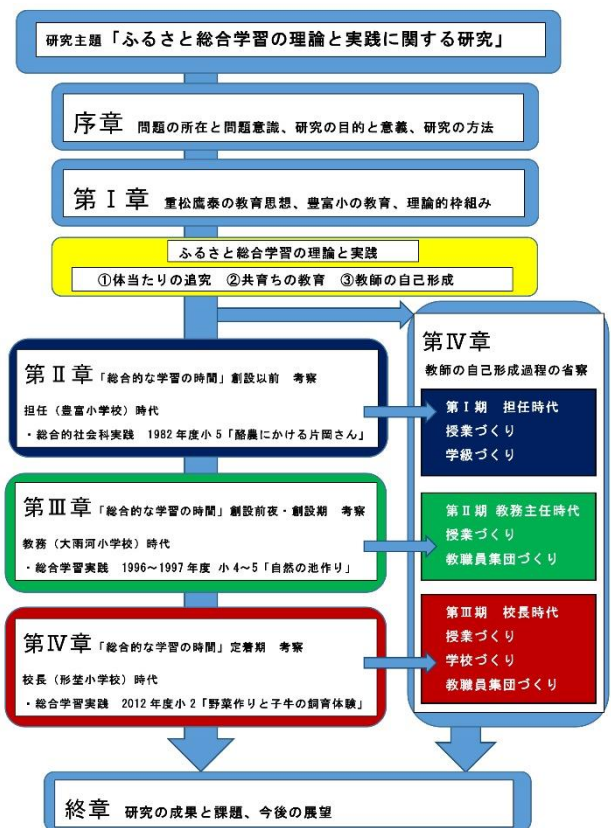 研究主題「ふるさと総合学習の理論と実践に関する研究」
序章 問題の所在と問題意識、研究の目的と意義、研究の方法
第Ⅰ章 重松鷹泰の教育思想、豊富小の教育、理論的枠組み
ふるさと総合学習の理論と実践
①体当たりの追究 ②共育ちの教育 ③教師の自己形成
第Ⅱ章「総合的な学習の時間」創設以前 考察
担任（豊富小学校）時代
・総合的社会科実践 1982年度小5「酪農にかける片岡さん」
第Ⅲ章「総合的な学習の時間」創設前夜・創設期 考察
教務（大雨河小学校）時代
・総合学習実践 1996～1997年度 小4～5「自然の池作り」
第Ⅳ章「総合的な学習の時間」定着期 考察
校長（形埜小学校）時代
・総合学習実践 2012年度小2「野菜作りと子牛の飼育体験」
第Ⅳ章
教師の自己形成過程の省察
第Ⅰ期 担任時代
授業づくり
学級づくり
第Ⅱ期 教務主任時代
授業づくり
教職員集団づくり
第Ⅲ期 校長時代
授業づくり
学校づくり
教職員集団づくり
終章 研究の成果と課題、今後の展望